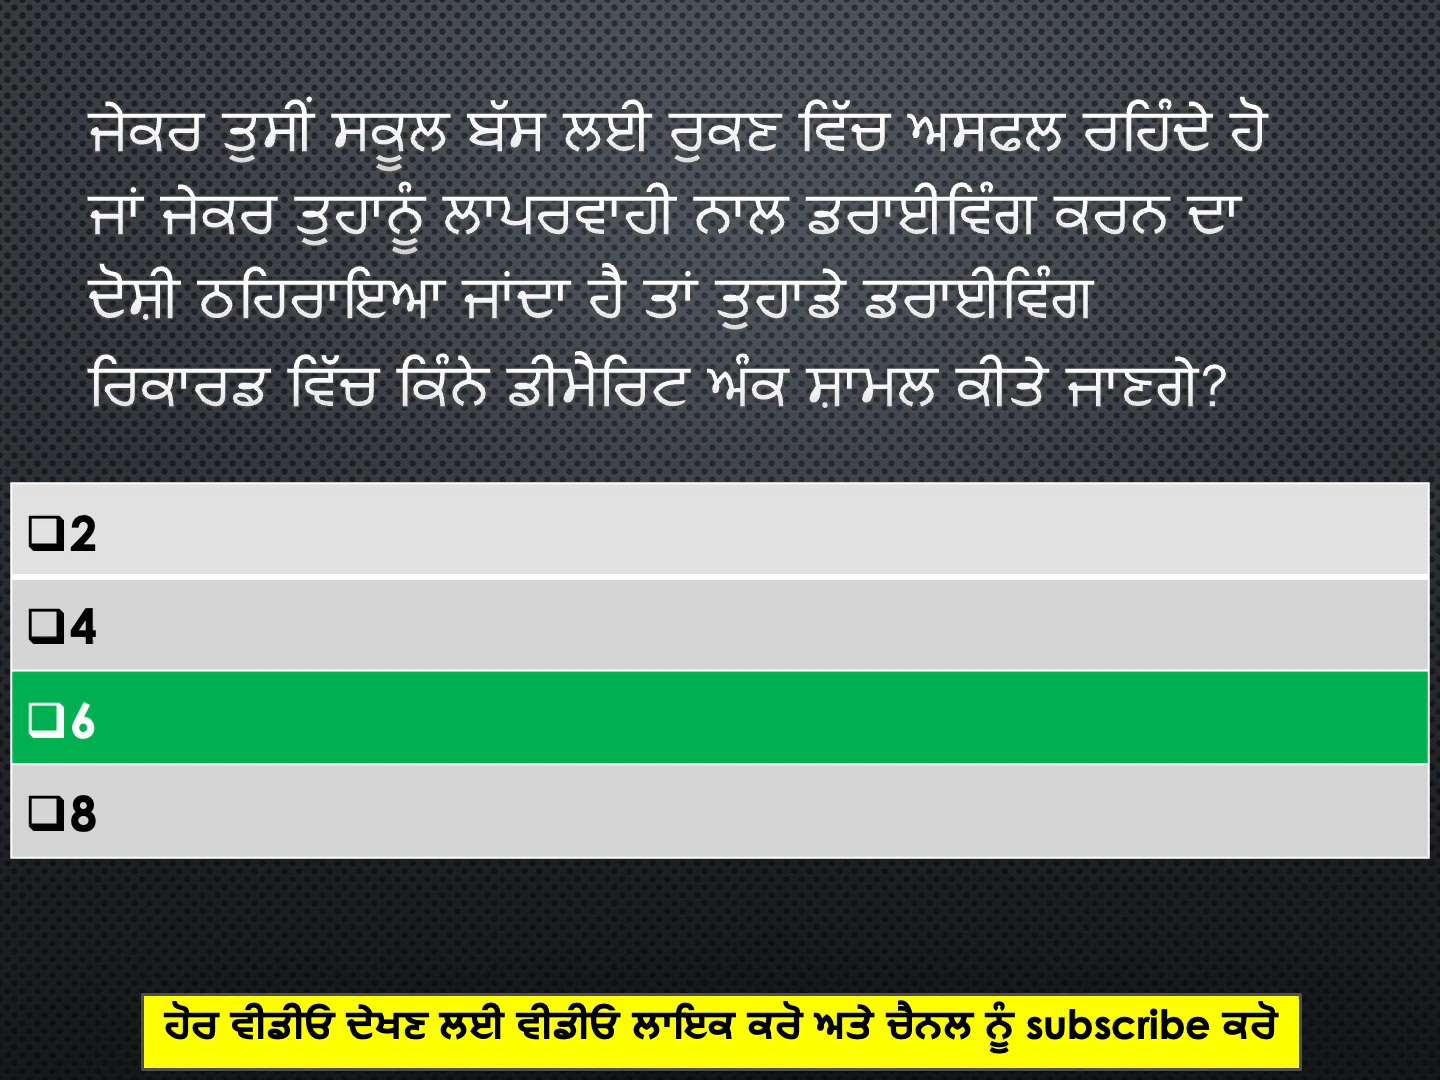 ਜੇਕਰ ਤੁਸੀਂ ਸਕੂਲ ਬੱਸ ਲਈ ਰੁਕਣ ਵਿੱਚ ਅਸਫਲ ਰਹਿੰਦੇ ਹੋ
ਜਾਂ ਜੇਕਰ ਤੁਹਾਨੂੰ ਲਾਪਰਵਾਹੀ ਨਾਲ ਡਰਾਈਵਿੰਗ ਕਰਨ ਦਾ
ਦੋਸ਼ੀ ਠਹਿਰਾਇਆ ਜਾਂਦਾ ਹੈ ਤਾਂ ਤੁਹਾਡੇ ਡਰਾਈਵਿੰਗ
ਰਿਕਾਰਡ ਵਿੱਚ ਕਿੰਨੇ ਡੀਮੈਰਿਟ ਅੰਕ ਸ਼ਾਮਲ ਕੀਤੇ ਜਾਣਗੇ?
❑2
❑4
❑6
❑8
ਹੋਰ ਵੀਡੀਓ ਦੇਖਣ ਲਈ ਵੀਡੀਓ ਲਾਇਕ ਕਰੋ ਅਤੇ ਚੈਨਲ ਨੂੰ subscribe ਕਰੋ